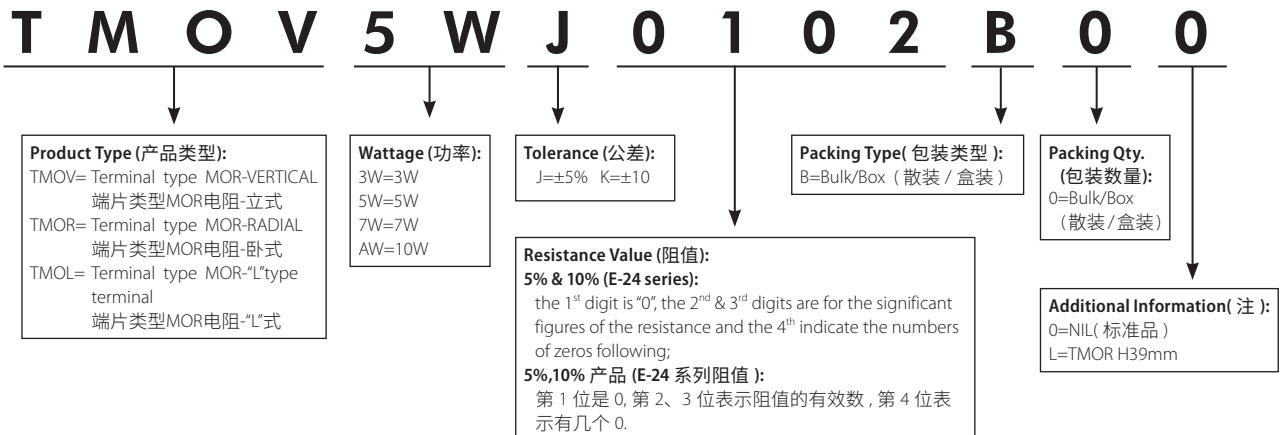 T M O V 5 W J 0 1 0 2 B 0 0
Product Type (产品类型):
TMOV= Terminal type MOR-VERTICAL
端片类型MOR电阻-立式
TMOR= Terminal type MOR-RADIAL
端片类型MOR电阻-卧式
TMOL= Terminal type MOR-“L”type
terminal
端片类型MOR电阻-“L”式
Wattage (功率):
3W=3W
5W=5W
7W=7W
AW=10W
Tolerance (公差):
J=±5% K=±10
Resistance Value (阻值):
5% & 10% (E-24 series):
the 1st digit is “0”, the 2nd & 3rd digits are for the significant
figures of the resistance and the 4th indicate the numbers
of zeros following;
5%,10% 产品 (E-24 系列阻值 ):
第 1 位是 0, 第 2、3 位表示阻值的有效数 , 第 4 位表
示有几个 0.
Packing Type( 包装类型 ):
B=Bulk/Box ( 散装 / 盒装 )
Packing Qty.
(包装数量):
0=Bulk/Box
(散装/盒装)
Additional Information( 注 ):
0=NIL( 标准品 )
L=TMOR H39mm